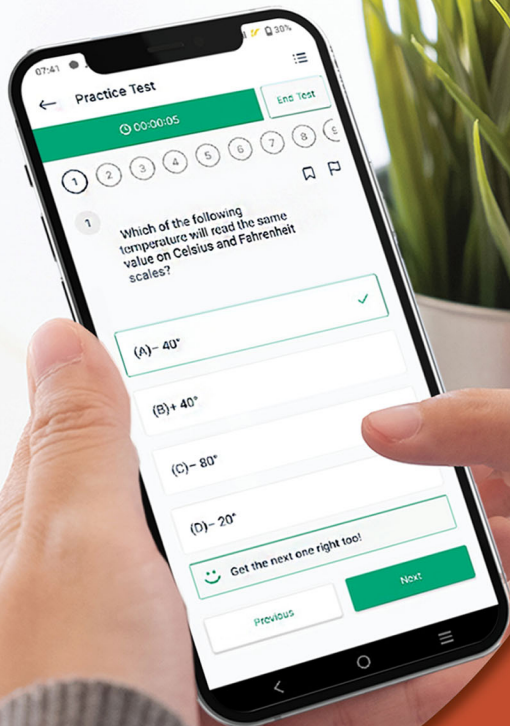 07:41
30%
Practice Test
00:00:05
End Test
1 2 3 4 5 6 7 8 9
1
Which of the following
temperature will read the same
value on Celsius and Fahrenheit
scales?
(A)– 40°
(B)+ 40°
(C)– 80°
(D)– 20°
Get the next one right too!
Previous
Next